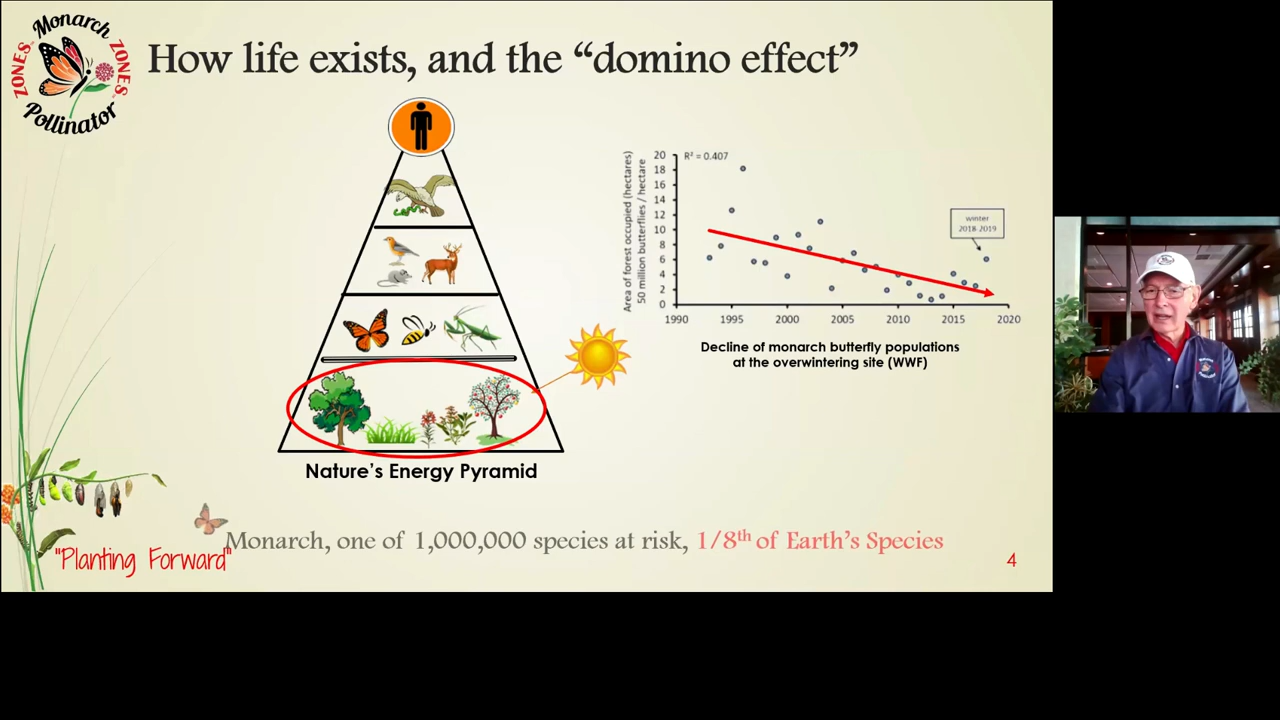 Monarch
ZONES
ZONES
Pollinator
How life exists, and the “domino effect”
Area of forest occupied (hectares)
50 million butterflies / hectare
R² = 0.407
20
18
16
14
12
10
8
6
4
2
0
1990
1995
2000
2005
2010
2015
2020
winter
2018-2019
Decline of monarch butterfly populations
at the overwintering site (WWF)
Nature’s Energy Pyramid
Monarch, one of 1,000,000 species at risk, 1/8th of Earth’s Species
"Planting Forward"
4